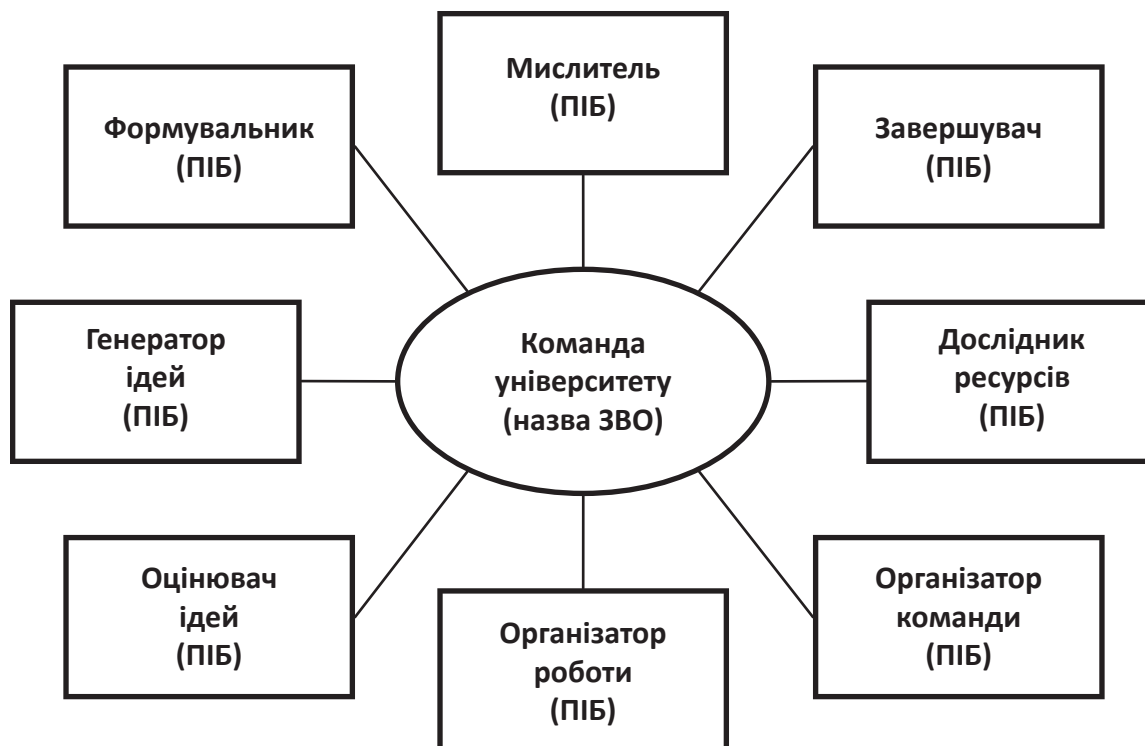 Мислитель
(ПІБ)
Формувальник
(ПІБ)
Завершувач
(ПІБ)
Генератор
ідей
(ПІБ)
Команда
університету
(назва ЗВО)
Дослідник
ресурсів
(ПІБ)
Оцінювач
ідей
(ПІБ)
Організатор
роботи
(ПІБ)
Організатор
команди
(ПІБ)